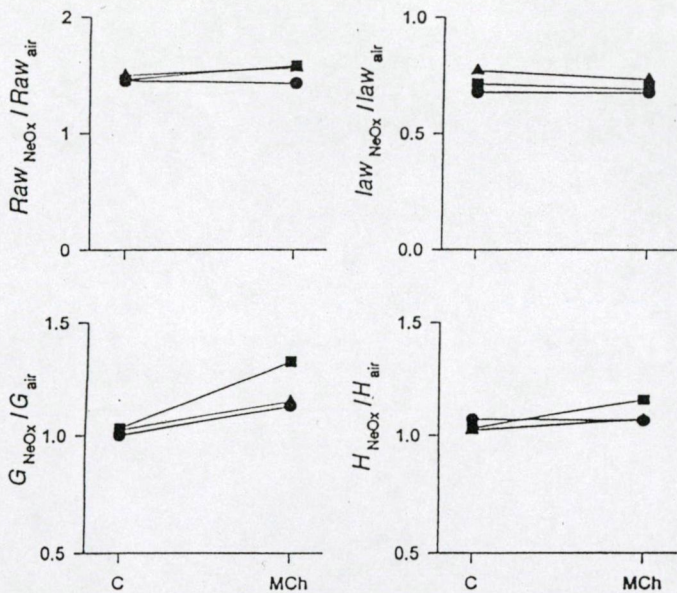 2
1
0
Raw NeOx / Raw air
1.0
0.5
0.0
Iaw NeOx / Iaw air
1.5
1.0
0.5
G NeOx / G air
C
MCh
1.5
1.0
0.5
H NeOx / H air
C
MCh